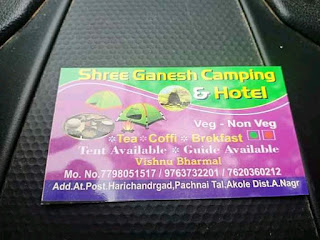 Shree Ganesh Camping
& Hotel
Veg - Non Veg
*Tea* Coffi * Brekfast
Tent Available * Guide Available
Vishnu Bharmal
Mo. No.7798051517 / 9763732201 / 7620360212
Add.At.Post.Harichandrgad,Pachnai Tal.Akole Dist.A.Nagr